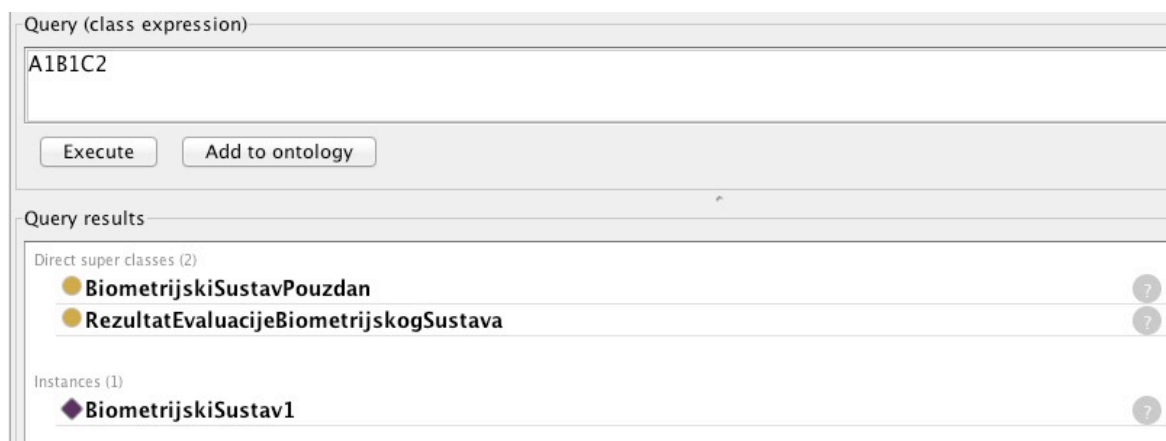 Query (class expression)
A1B1C2
Execute Add to ontology
Query results
Direct super classes (2)
BiometrijskiSustavPouzdan ?
RezultatEvaluacijeBiometrijskogSustava ?
Instances (1)
BiometrijskiSustav1 ?